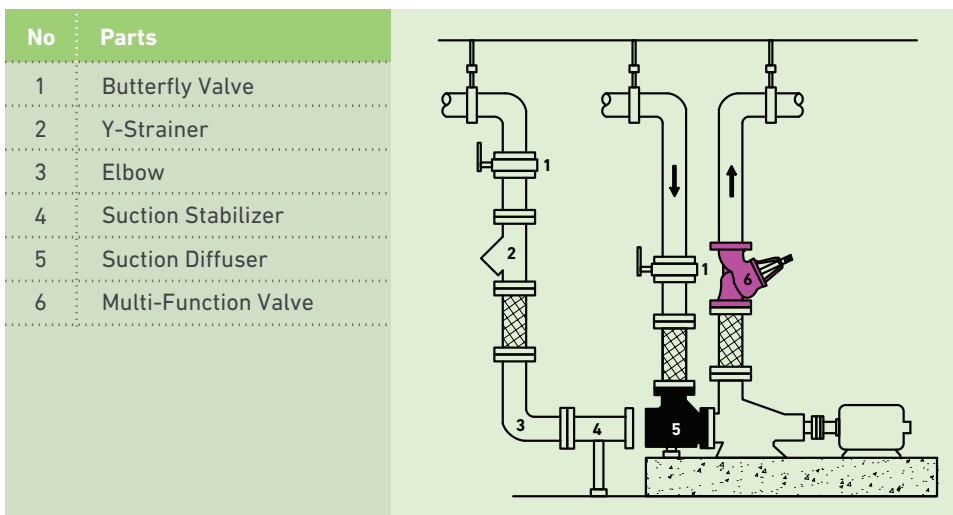 No Parts
1 Butterfly Valve
2 Y-Strainer
3 Elbow
4 Suction Stabilizer
5 Suction Diffuser
6 Multi-Function Valve
1
2
1
6
3
4
5